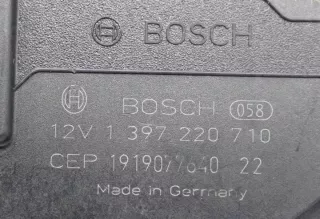 BOSCH
BOSCH 058
12V 1 397 220 710
CEP 1919077640 22
Made in Germany